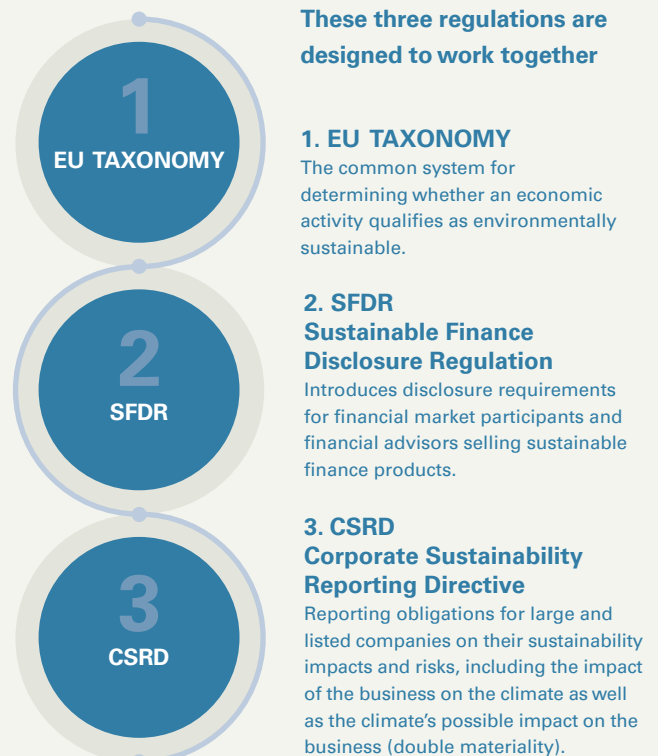 These three regulations are
designed to work together
1
EU TAXONOMY
1. EU TAXONOMY
The common system for
determining whether an economic
activity qualifies as environmentally
sustainable.
2
SFDR
2. SFDR
Sustainable Finance
Disclosure Regulation
Introduces disclosure requirements
for financial market participants and
financial advisors selling sustainable
finance products.
3
CSRD
3. CSRD
Corporate Sustainability
Reporting Directive
Reporting obligations for large and
listed companies on their sustainability
impacts and risks, including the impact
of the business on the climate as well
as the climate's possible impact on the
business (double materiality).